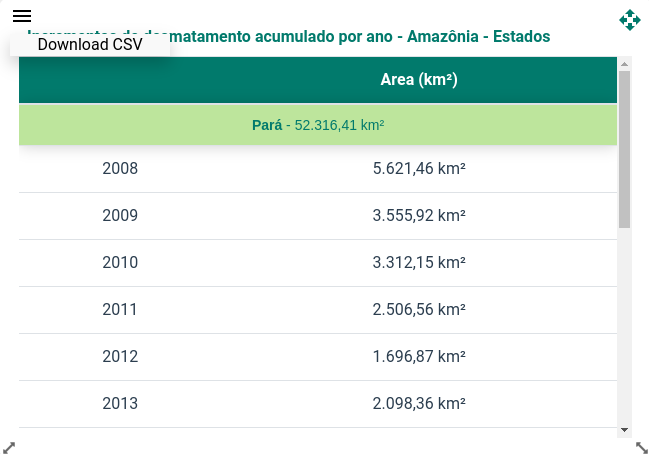 matamento acumulado por ano - Amazônia - Estados
Download CSV
Area (km²)
Pará - 52.316,41 km²
2008 5.621,46 km²
2009 3.555,92 km²
2010 3.312,15 km²
2011 2.506,56 km²
2012 1.696,87 km²
2013 2.098,36 km²